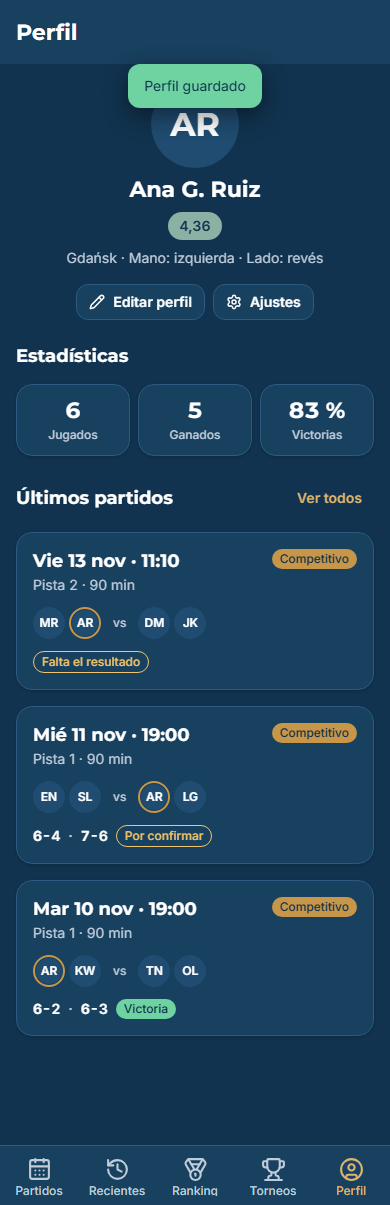 Perfil
Perfil guardado
AR
Ana G. Ruiz
4,36
Gdańsk · Mano: izquierda · Lado: revés
Editar perfil
Ajustes
Estadísticas
6
Jugados
5
Ganados
83 %
Victorias
Últimos partidos
Ver todos
Vie 13 nov · 11:10
Competitivo
Pista 2 · 90 min
MR AR vs DM JK
Falta el resultado
Mié 11 nov · 19:00
Competitivo
Pista 1 · 90 min
EN SL vs AR LG
6-4 · 7-6 Por confirmar
Mar 10 nov · 19:00
Competitivo
Pista 1 · 90 min
AR KW vs TN OL
6-2 · 6-3 Victoria
Partidos
Recientes
Ranking
Torneos
Perfil